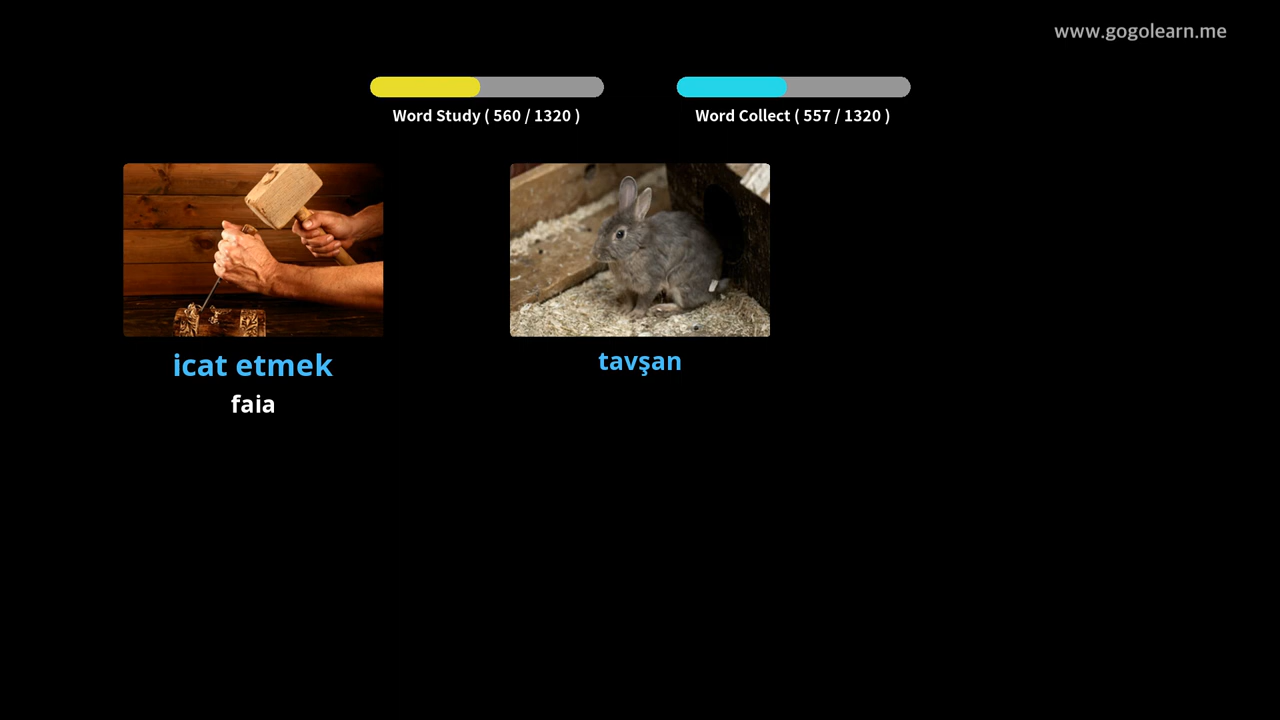 www.gogolearn.me
Word Study ( 560 / 1320 )
Word Collect ( 557 / 1320 )
icat etmek
faia
tavşan